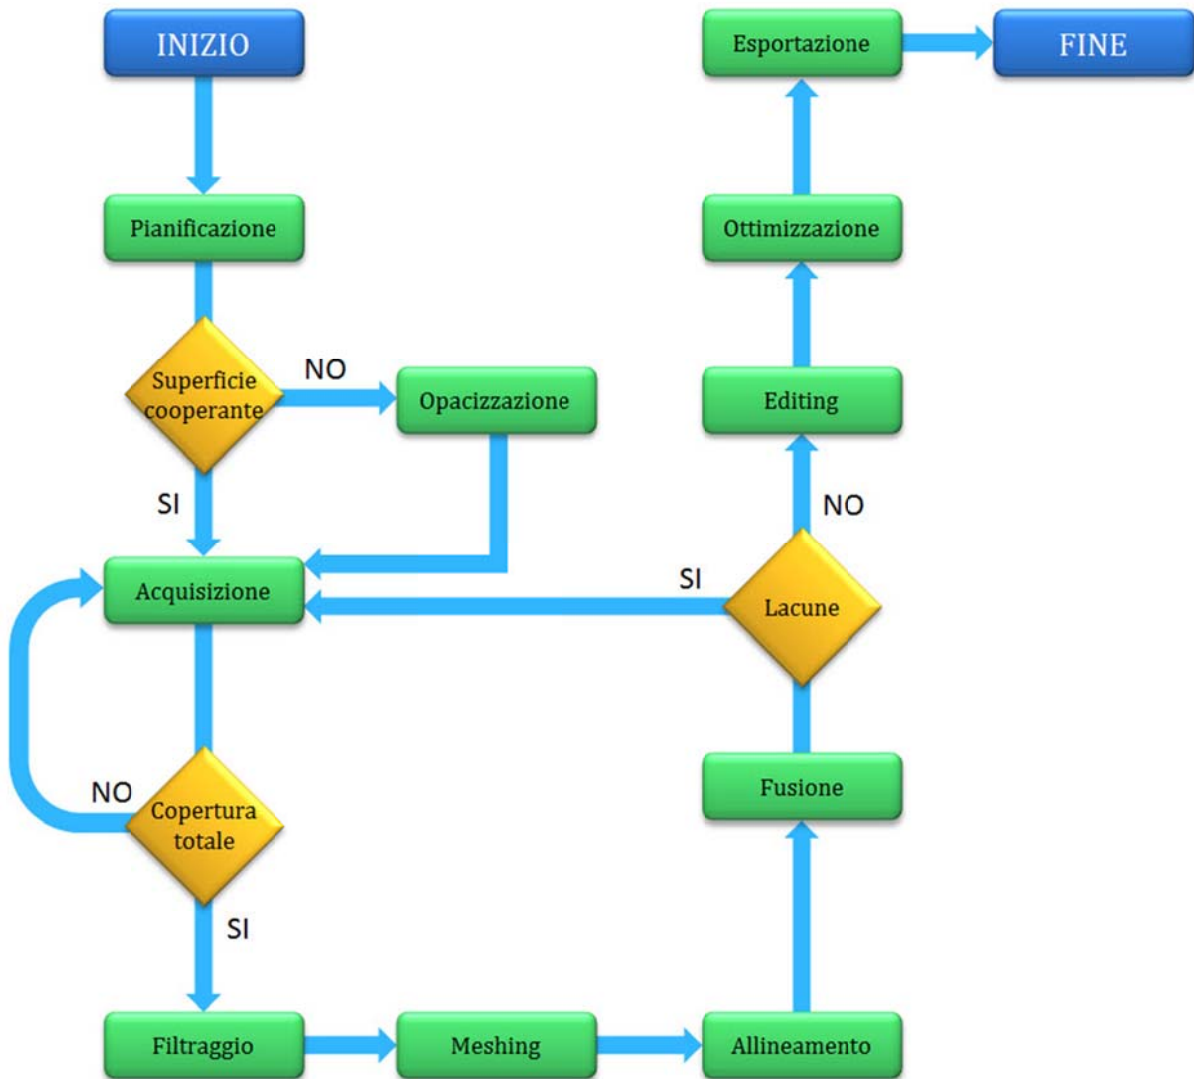 INIZIO
Pianificazione
Superficie
cooperante
NO
Opacizzazione
SI
Acquisizione
NO
Copertura
totale
SI
Filtraggio
Meshing
Allineamento
Fusione
Lacune
SI
NO
Editing
Ottimizzazione
Esportazione
FINE